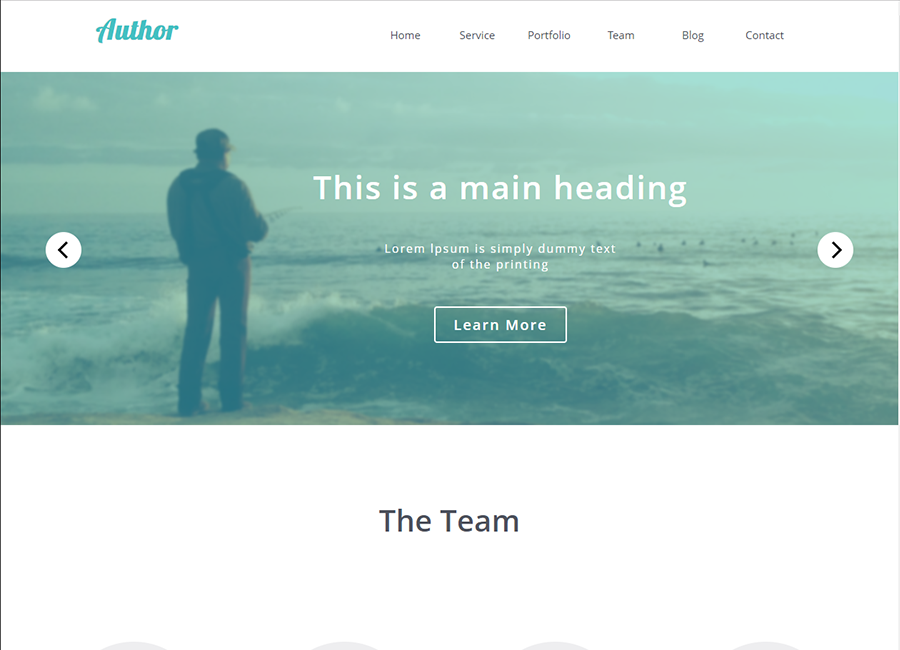 Author
Home Service Portfolio Team Blog Contact
This is a main heading
Lorem Ipsum is simply dummy text
of the printing
Learn More
The Team